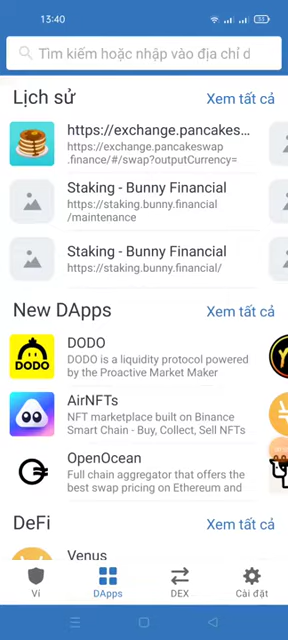 13:40
53
Tìm kiếm hoặc nhập vào địa chỉ d
Lịch sử
Xem tất cả
https://exchange.pancakes...
https://exchange.pancakeswap
.finance/#/swap?outputCurrency=
Staking - Bunny Financial
https://staking.bunny.financial
/maintenance
Staking - Bunny Financial
https://staking.bunny.financial/
New DApps
Xem tất cả
DODO
DODO
DODO is a liquidity protocol powered
by the Proactive Market Maker
AirNFTs
NFT marketplace built on Binance
Smart Chain - Buy, Collect, Sell NFTs
OpenOcean
Full chain aggregator that offers the
best swap pricing on Ethereum and
DeFi
Xem tất cả
Venus
Ví
DApps
DEX
Cài đặt